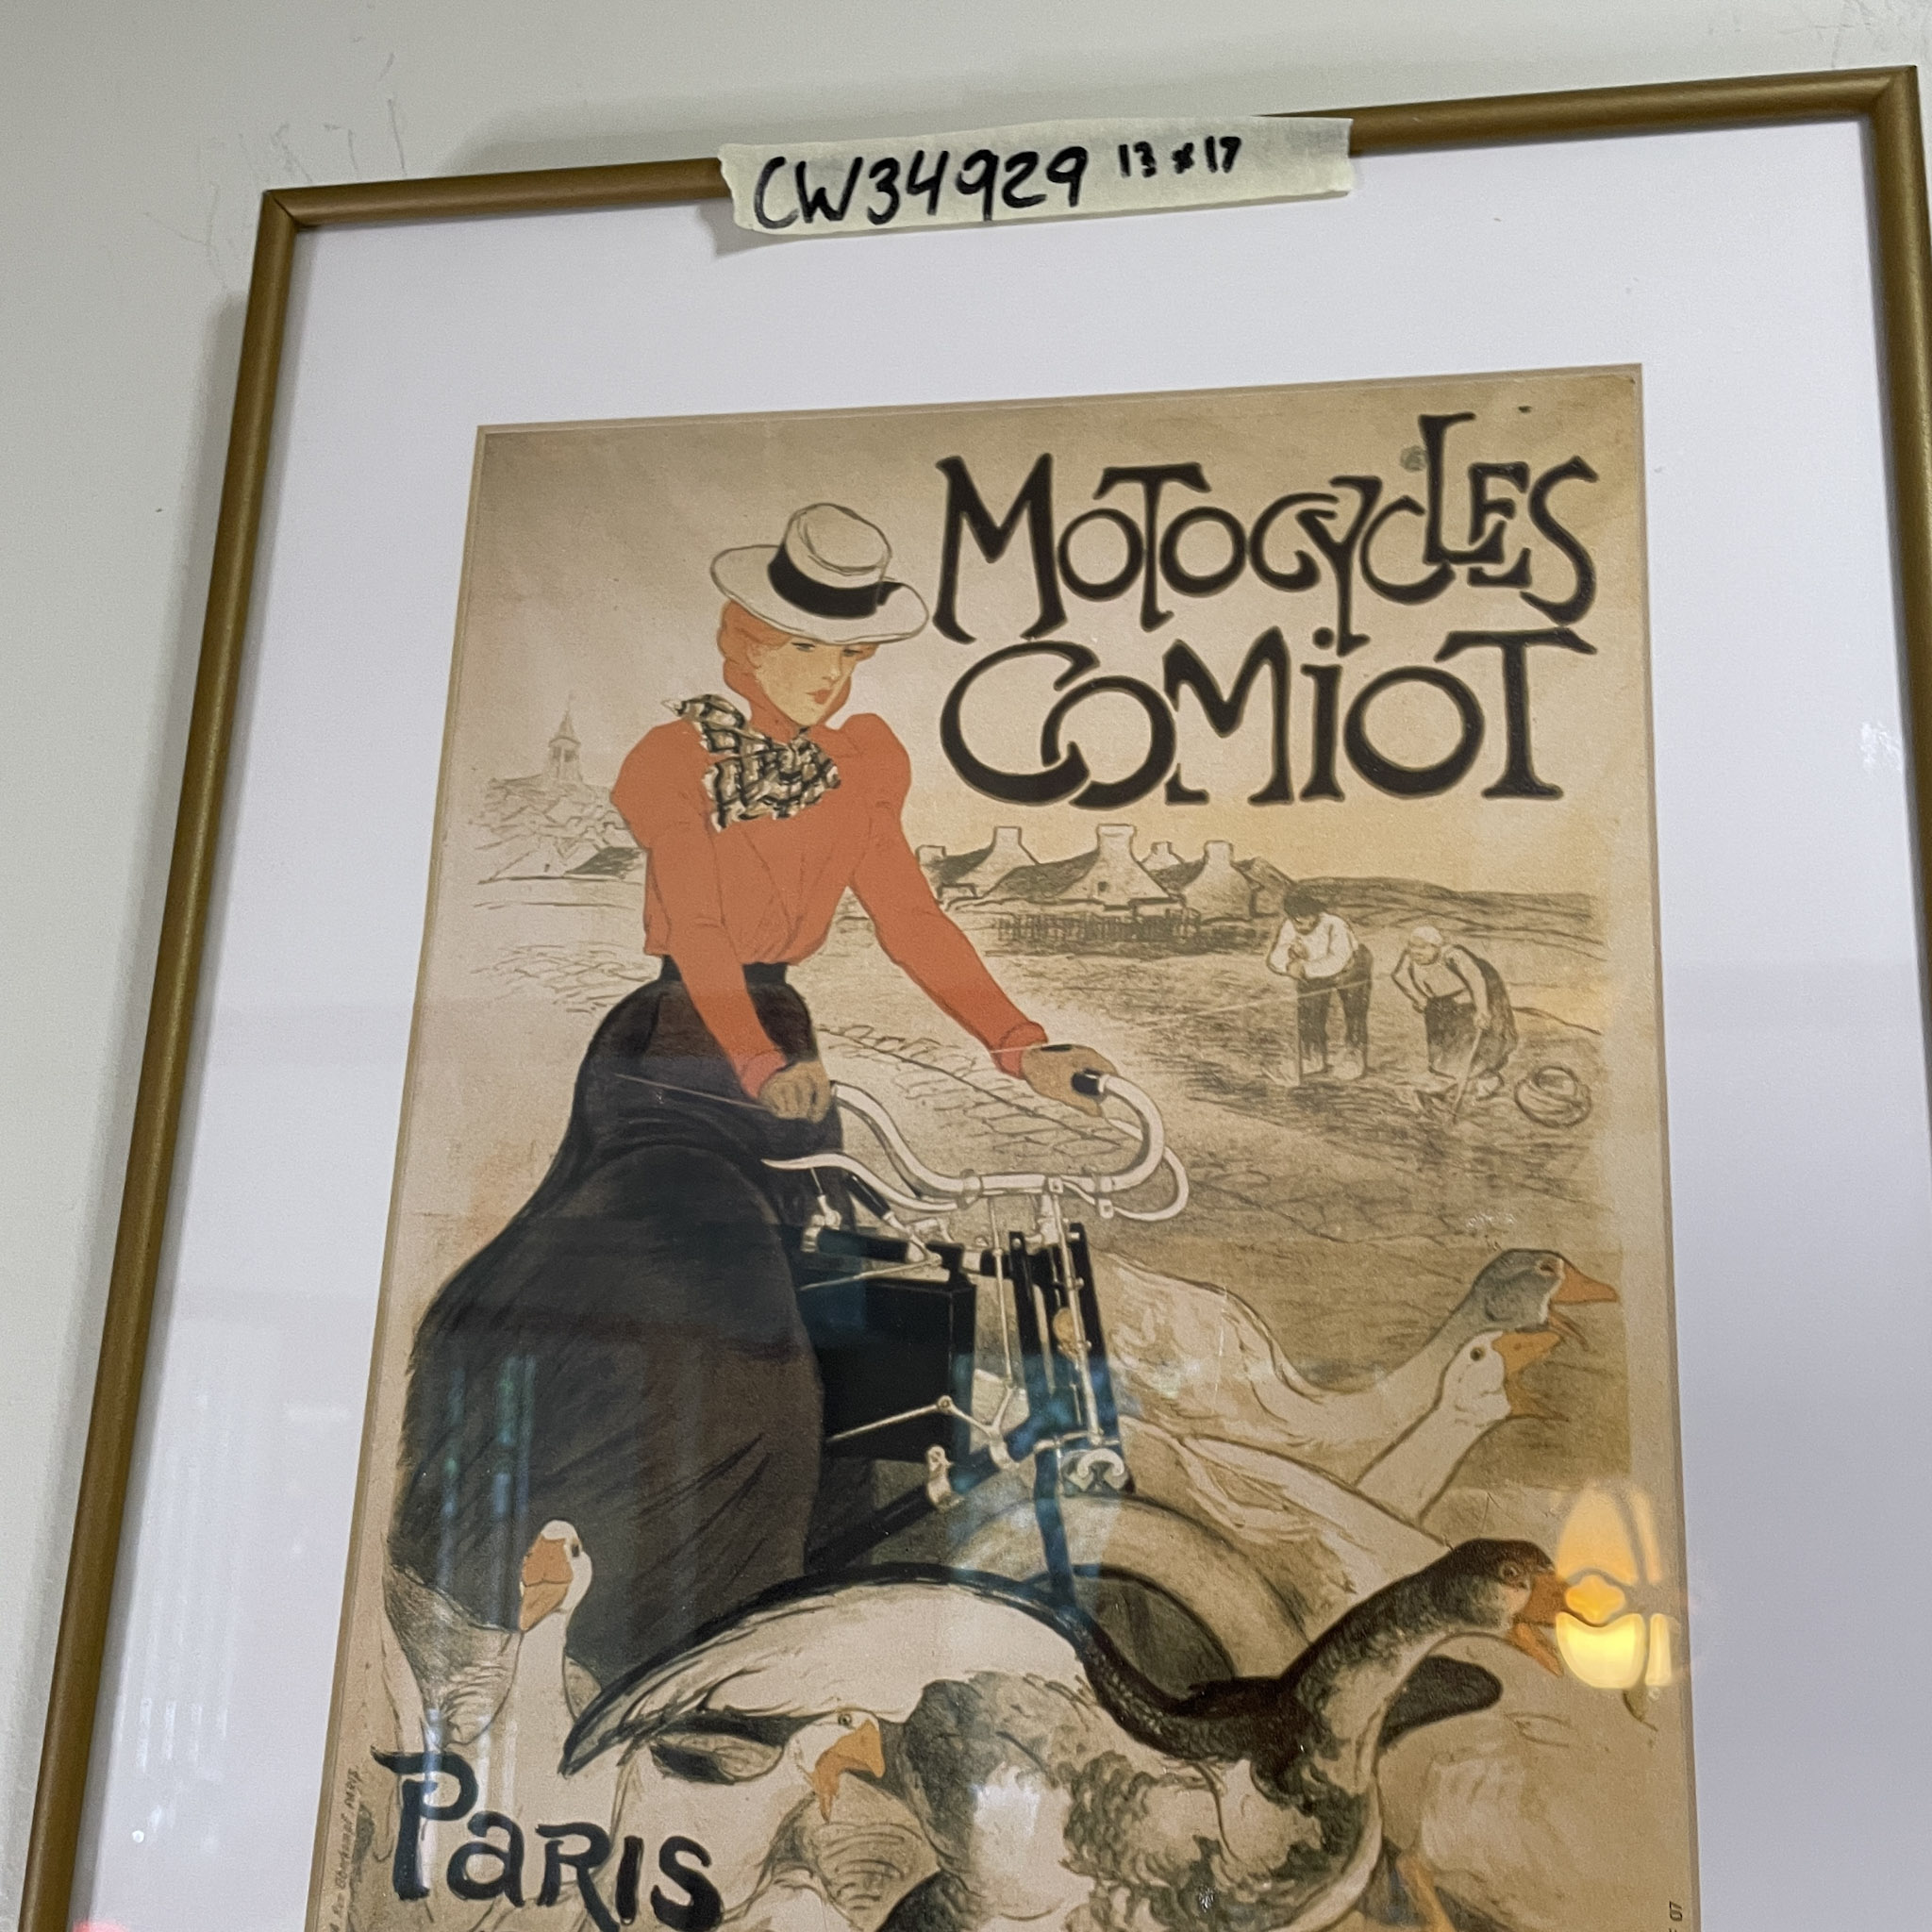 CW34929 13 x 17
MOTOCYCLES
COMIOT
PARIS